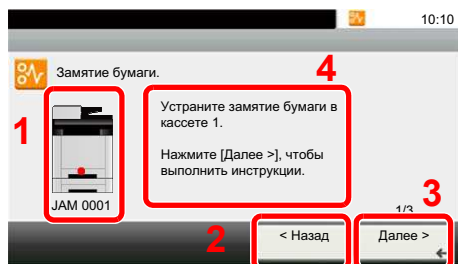 10:10
Замятие бумаги.
4
1
Устраните замятие бумаги в
кассете 1.
Нажмите [Далее >], чтобы
выполнить инструкции.
JAM 0001
3
1/3
2
< Назад
Далее >